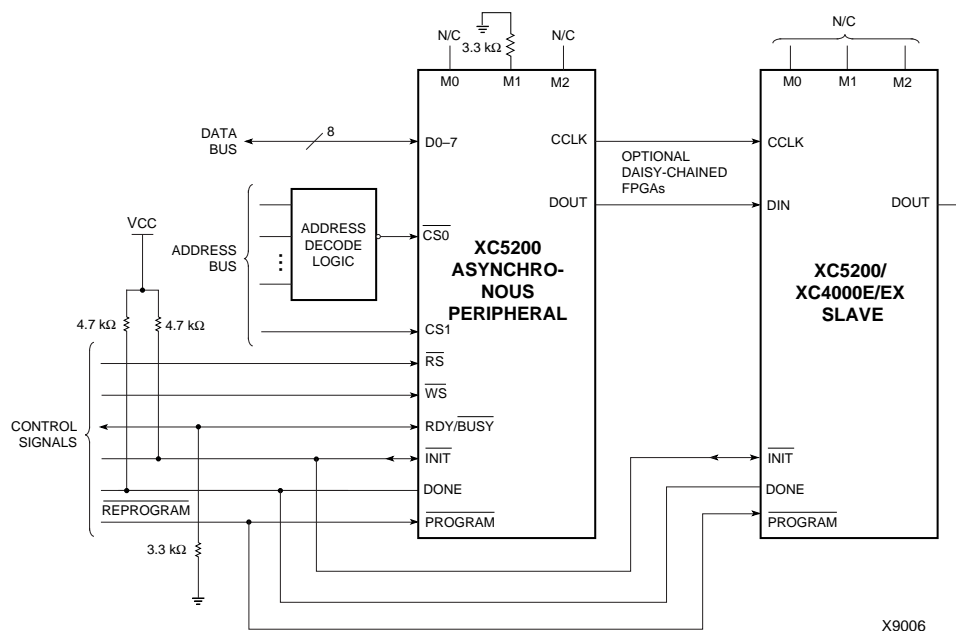 N/C
3.3 kΩ
N/C
N/C
M0
M1
M2
M0
M1
M2
DATA
BUS
8
D0–7
CCLK
OPTIONAL
DAISY-CHAINED
FPGAs
CCLK
DOUT
DIN
DOUT
VCC
ADDRESS
BUS
ADDRESS
DECODE
LOGIC
CS0
XC5200
ASYNCHRO-
NOUS
PERIPHERAL
XC5200/
XC4000E/EX
SLAVE
4.7 kΩ
4.7 kΩ
CS1
RS
WS
CONTROL
SIGNALS
RDY/BUSY
INIT
INIT
DONE
DONE
REPROGRAM
PROGRAM
PROGRAM
3.3 kΩ
X9006